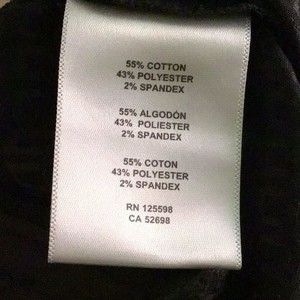 55% COTTON
43% POLYESTER
2% SPANDEX
55% ALGODÓN
43% POLIESTER
2% SPANDEX
55% COTON
43% POLYESTER
2% SPANDEX
RN 125598
CA 52698